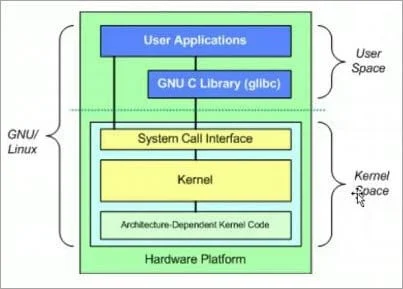 User Applications
GNU C Library (glibc)
User
Space
GNU/
Linux
System Call Interface
Kernel
Architecture-Dependent Kernel Code
Kernel
Space
Hardware Platform